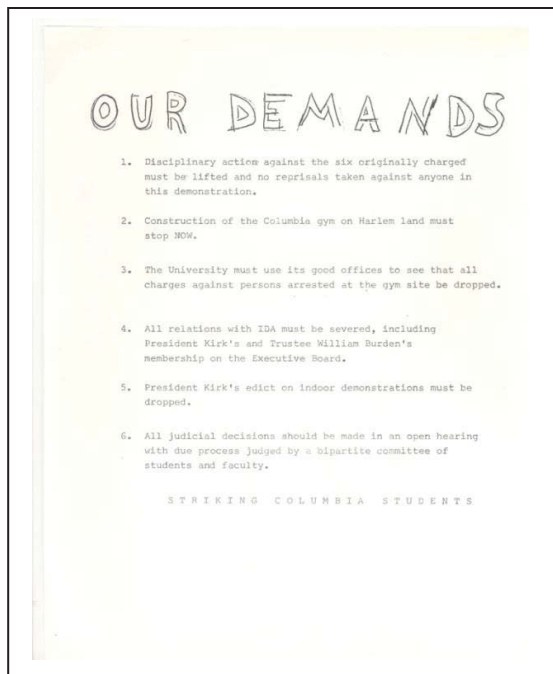 OUR DEMANDS
1. Disciplinary action against the six originally charged
must be lifted and no reprisals taken against anyone in
this demonstration.
2. Construction of the Columbia gym on Harlem land must
stop NOW.
3. The University must use its good offices to see that all
charges against persons arrested at the gym site be dropped.
4. All relations with IDA must be severed, including
President Kirk's and Trustee William Burden's
membership on the Executive Board.
5. President Kirk's edict on indoor demonstrations must be
dropped.
6. All judicial decisions should be made in an open hearing
with due process judged by a bipartite committee of
students and faculty.
STRIKING COLUMBIA STUDENTS